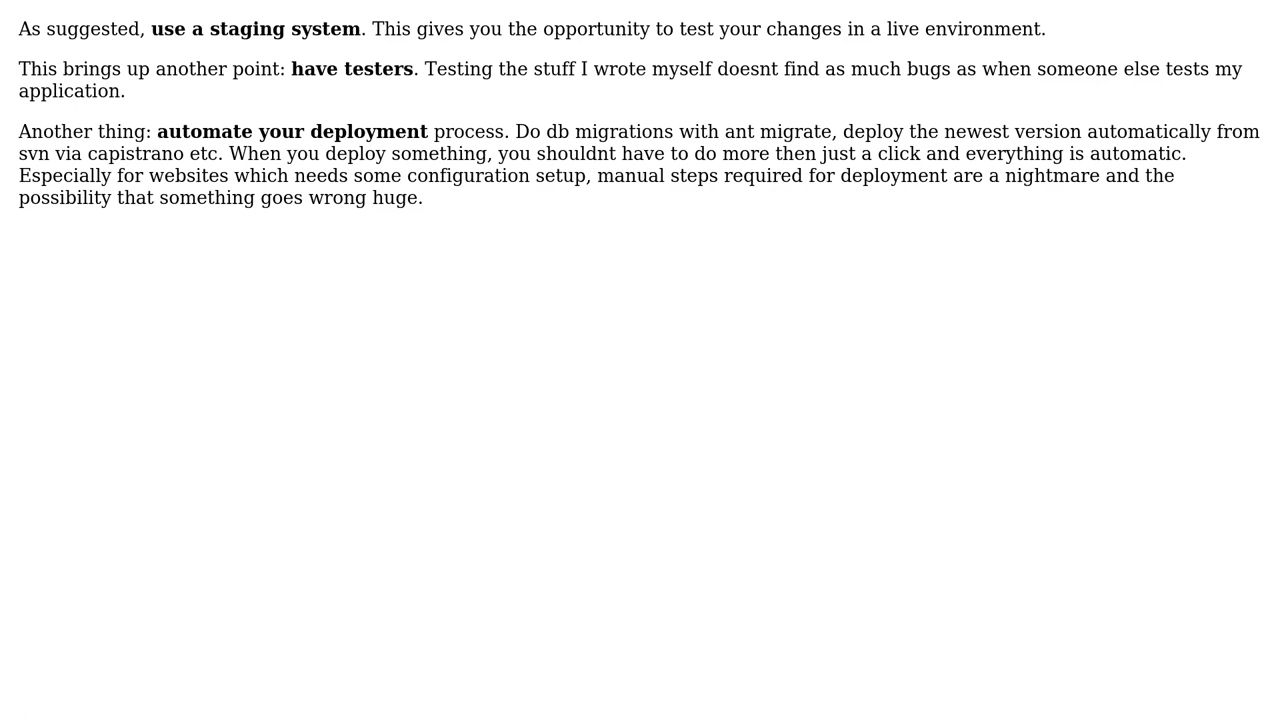 As suggested, use a staging system. This gives you the opportunity to test your changes in a live environment.
This brings up another point: have testers. Testing the stuff I wrote myself doesnt find as much bugs as when someone else tests my
application.
Another thing: automate your deployment process. Do db migrations with ant migrate, deploy the newest version automatically from
svn via capistrano etc. When you deploy something, you shouldnt have to do more then just a click and everything is automatic.
Especially for websites which needs some configuration setup, manual steps required for deployment are a nightmare and the
possibility that something goes wrong huge.